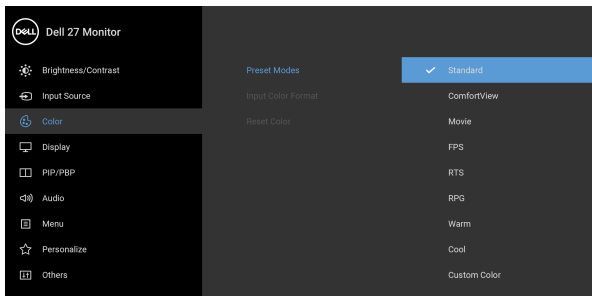 DELL
Dell 27 Monitor
Brightness/Contrast
Input Source
Color
Display
PIP/PBP
Audio
Menu
Personalize
Others
Preset Modes
Input Color Format
Reset Color
Standard
ComfortView
Movie
FPS
RTS
RPG
Warm
Cool
Custom Color